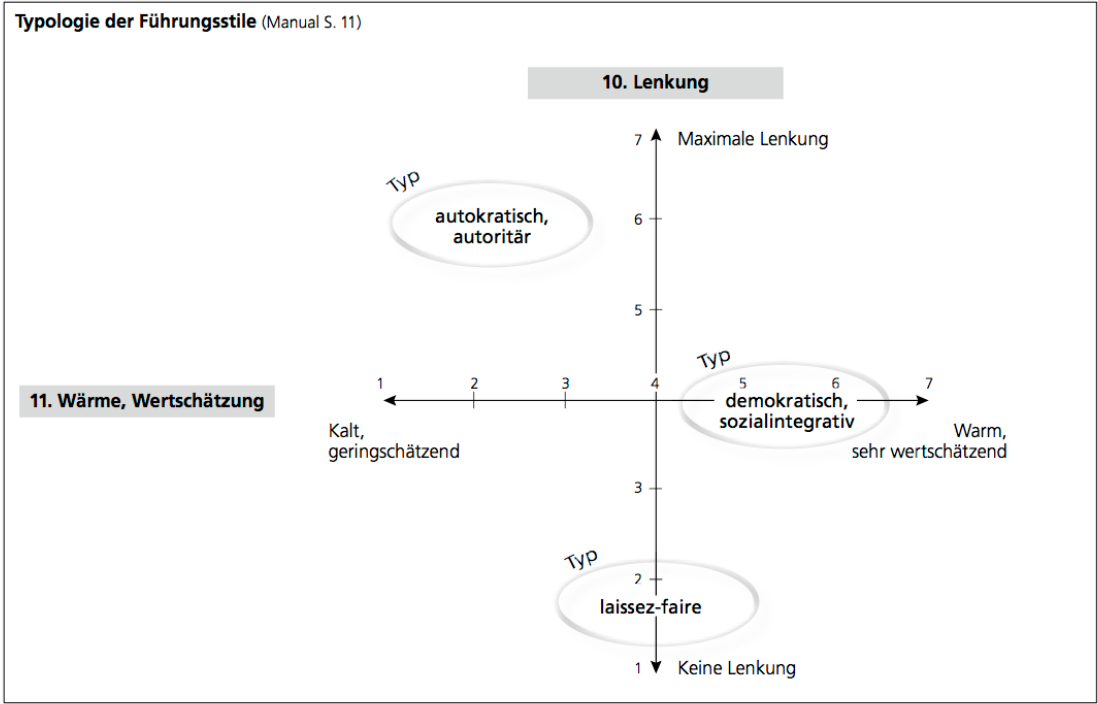 Typologie der Führungsstile (Manual S. 11)
10. Lenkung
7 Maximale Lenkung
Typ
autokratisch,
autoritär
6
5
Typ
11. Wärme, Wertschätzung
1 2 3 4 5 6 7
demokratisch,
sozialintegrativ
Kalt,
geringschätzend
Warm,
sehr wertschätzend
3
Typ
2
laissez-faire
1 Keine Lenkung